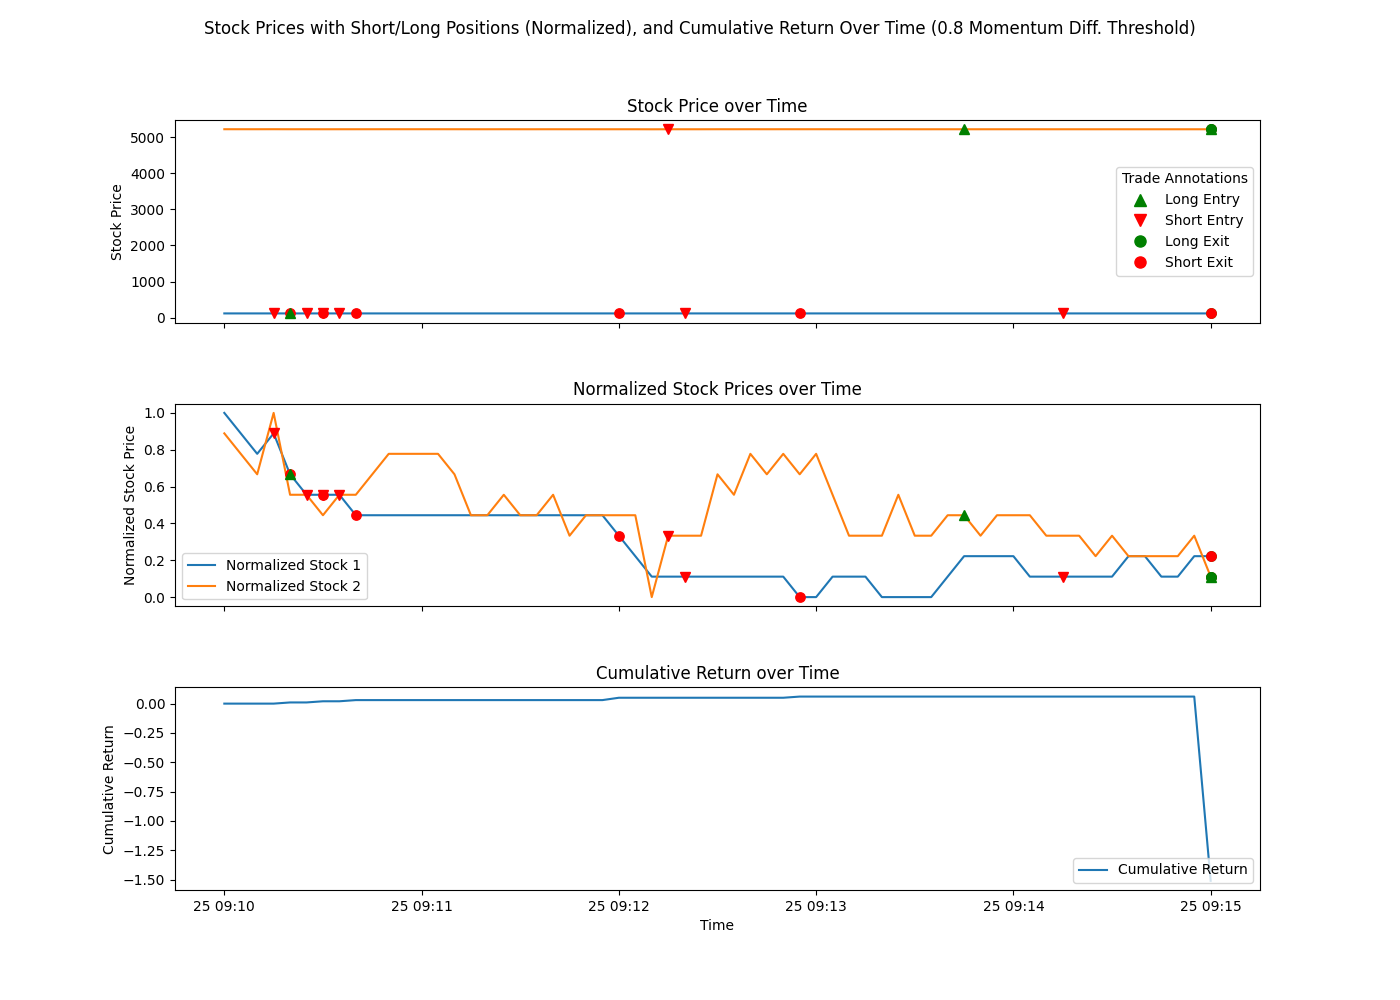 Stock Prices with Short/Long Positions (Normalized), and Cumulative Return Over Time (0.8 Momentum Diff. Threshold)
Stock Price over Time
Stock Price
5000
4000
3000
2000
1000
0
Trade Annotations
Long Entry
Short Entry
Long Exit
Short Exit
Normalized Stock Prices over Time
Normalized Stock Price
1.0
0.8
0.6
0.4
0.2
0.0
Normalized Stock 1
Normalized Stock 2
Cumulative Return over Time
Cumulative Return
0.00
−0.25
−0.50
−0.75
−1.00
−1.25
−1.50
Cumulative Return
25 09:10
25 09:11
25 09:12
25 09:13
25 09:14
25 09:15
Time